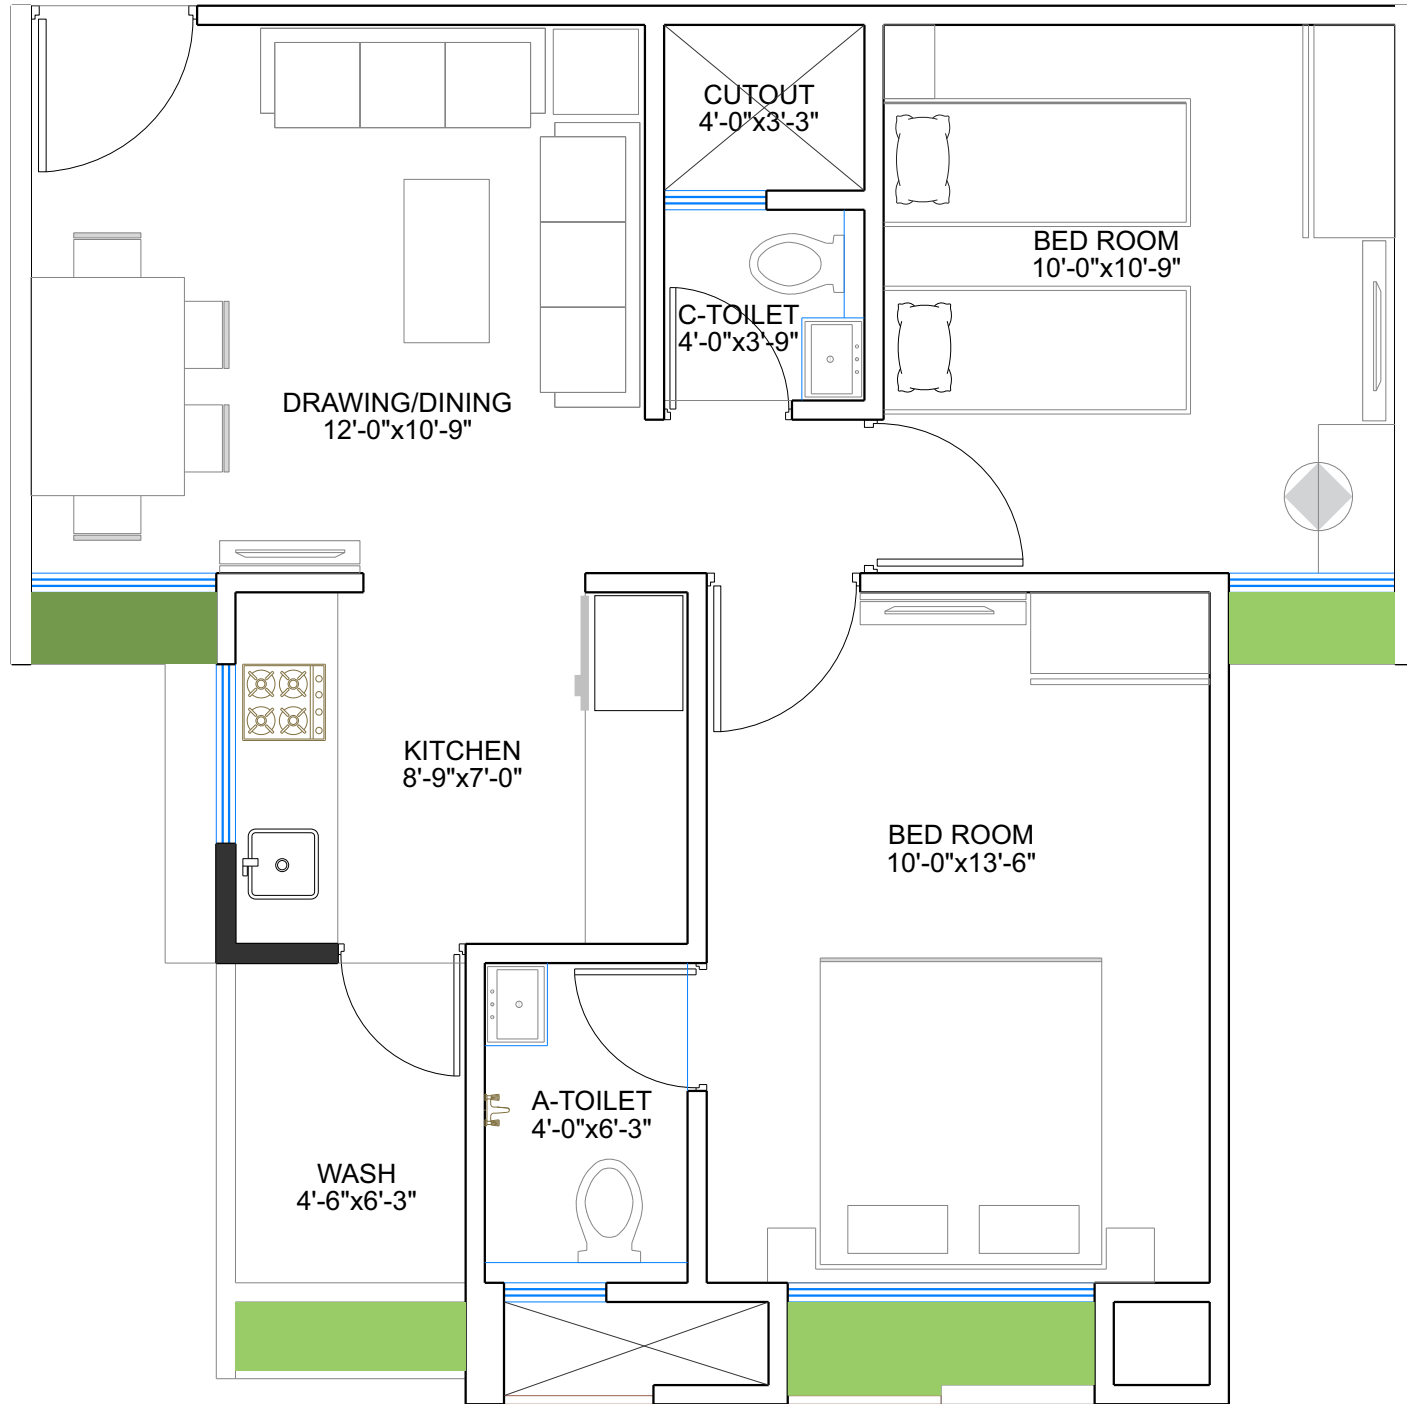 CUTOUT
4'-0"x3'-3"
BED ROOM
10'-0"x10'-9"
C-TOILET
4'-0"x3'-9"
DRAWING/DINING
12'-0"x10'-9"
KITCHEN
8'-9"x7'-0"
BED ROOM
10'-0"x13'-6"
A-TOILET
4'-0"x6'-3"
WASH
4'-6"x6'-3"